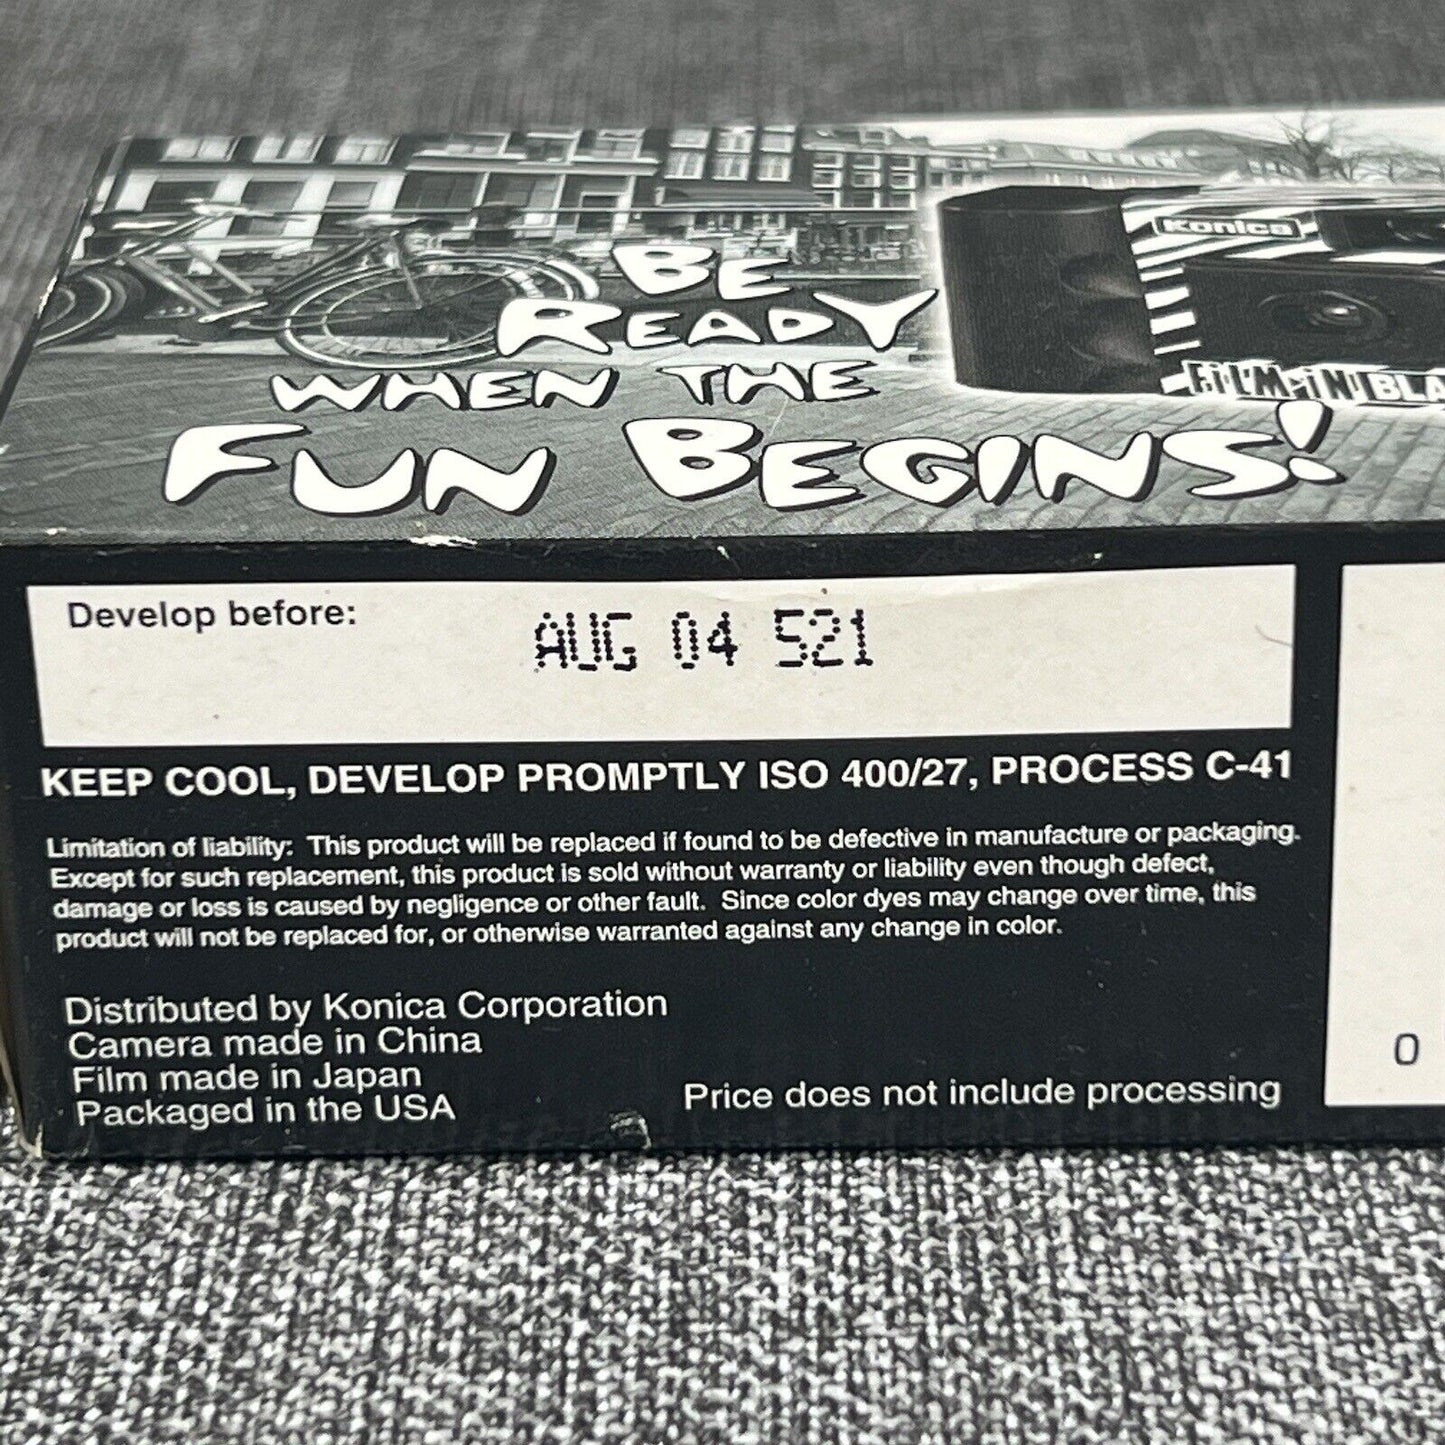 Konica
FiLM-iN
BE
READY
WHEN THE
FUN BEGINS!
Develop before:
AUG 04 521
KEEP COOL, DEVELOP PROMPTLY ISO 400/27, PROCESS C-41
Limitation of liability: This product will be replaced if found to be defective in manufacture or packaging.
Except for such replacement, this product is sold without warranty or liability even though defect,
damage or loss is caused by negligence or other fault. Since color dyes may change over time, this
product will not be replaced for, or otherwise warranted against any change in color.
Distributed by Konica Corporation
Camera made in China
Film made in Japan
Packaged in the USA
Price does not include processing
0